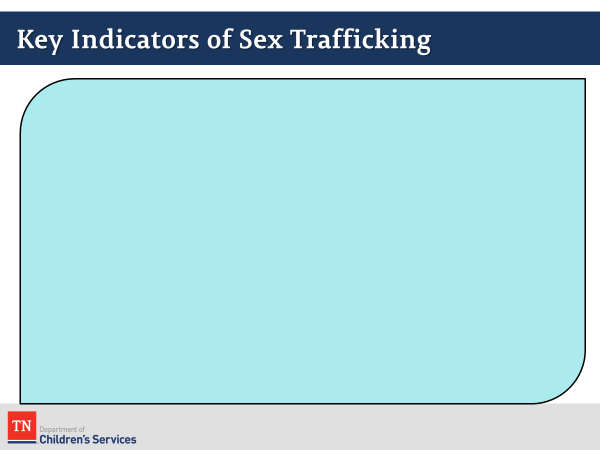 Key Indicators of Sex Trafficking
TN
Department of
Children's Services